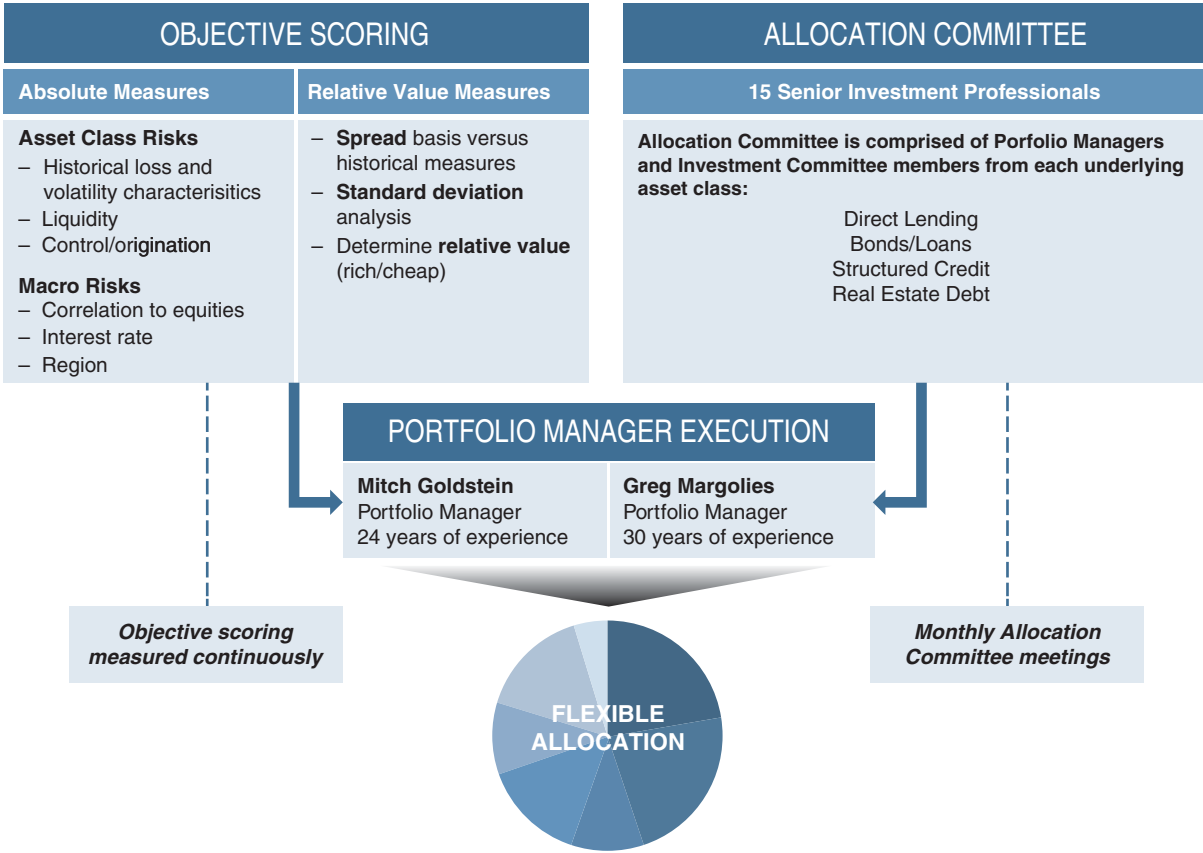 OBJECTIVE SCORING
Absolute Measures
Asset Class Risks
– Historical loss and
volatility characterisitics
– Liquidity
– Control/origination
Macro Risks
– Correlation to equities
– Interest rate
– Region
Relative Value Measures
– Spread basis versus
historical measures
– Standard deviation
analysis
– Determine relative value
(rich/cheap)
ALLOCATION COMMITTEE
15 Senior Investment Professionals
Allocation Committee is comprised of Porfolio Managers
and Investment Committee members from each underlying
asset class:
Direct Lending
Bonds/Loans
Structured Credit
Real Estate Debt
PORTFOLIO MANAGER EXECUTION
Mitch Goldstein
Portfolio Manager
24 years of experience
Greg Margolies
Portfolio Manager
30 years of experience
Objective scoring
measured continuously
Monthly Allocation
Committee meetings
FLEXIBLE
ALLOCATION